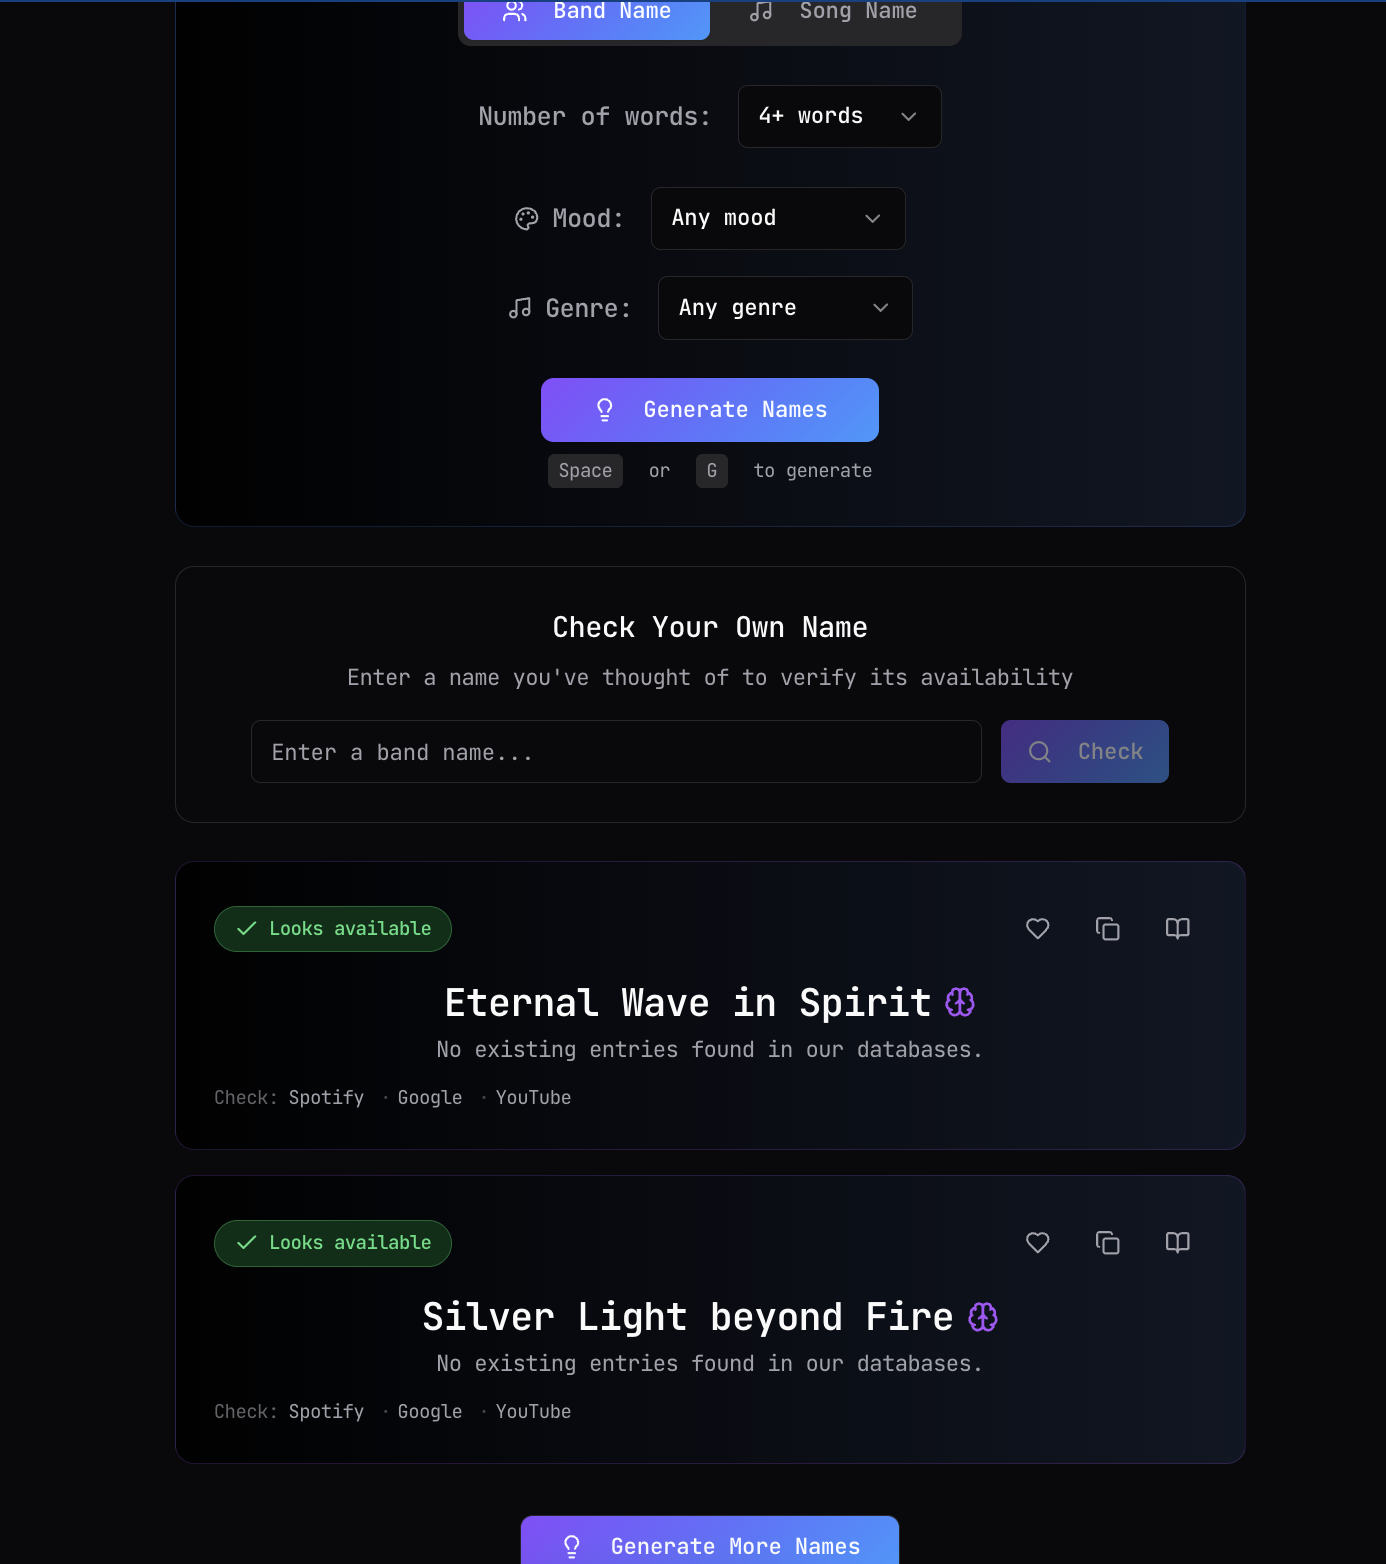 Band Name Song Name
Number of words: 4+ words
Mood: Any mood
Genre: Any genre
Generate Names
Space or G to generate
Check Your Own Name
Enter a name you've thought of to verify its availability
Enter a band name... Check
Looks available
Eternal Wave in Spirit
No existing entries found in our databases.
Check: Spotify · Google · YouTube
Looks available
Silver Light beyond Fire
No existing entries found in our databases.
Check: Spotify · Google · YouTube
Generate More Names